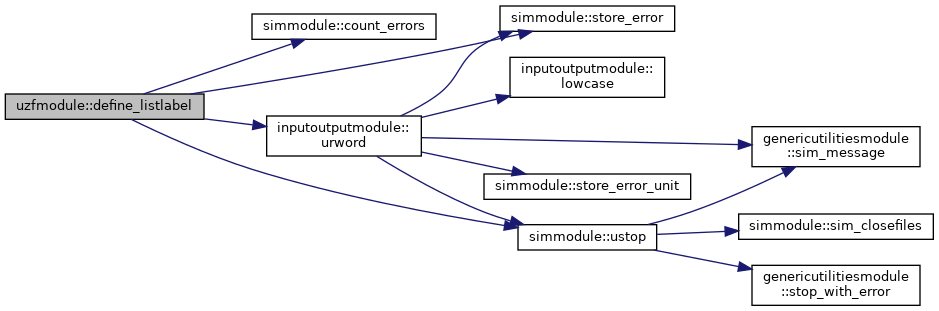 uzfmodule::define_listlabel
simmodule::count_errors
simmodule::store_error
inputoutputmodule::
urword
inputoutputmodule::
lowcase
genericutilitiesmodule
::sim_message
simmodule::store_error_unit
simmodule::ustop
simmodule::sim_closefiles
genericutilitiesmodule
::stop_with_error